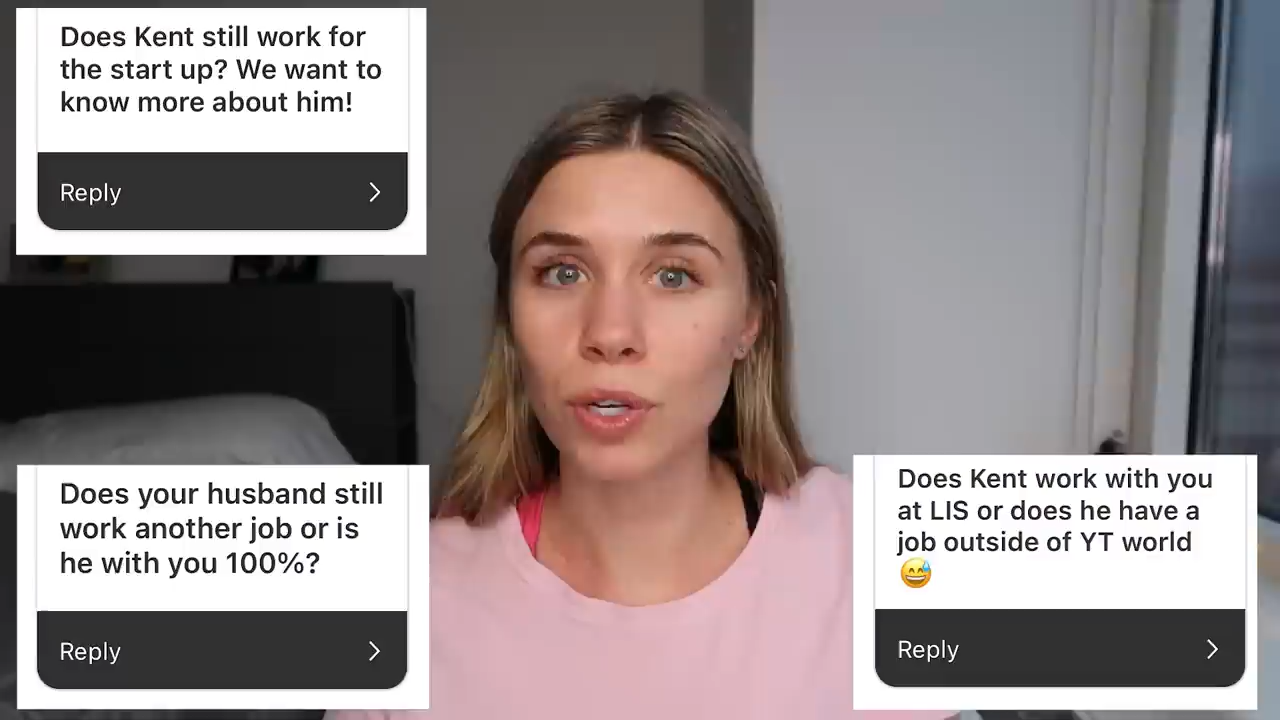 Does Kent still work for
the start up? We want to
know more about him!
Reply
Does your husband still
work another job or is
he with you 100%?
Reply
Does Kent work with you
at LIS or does he have a
job outside of YT world
😅
Reply